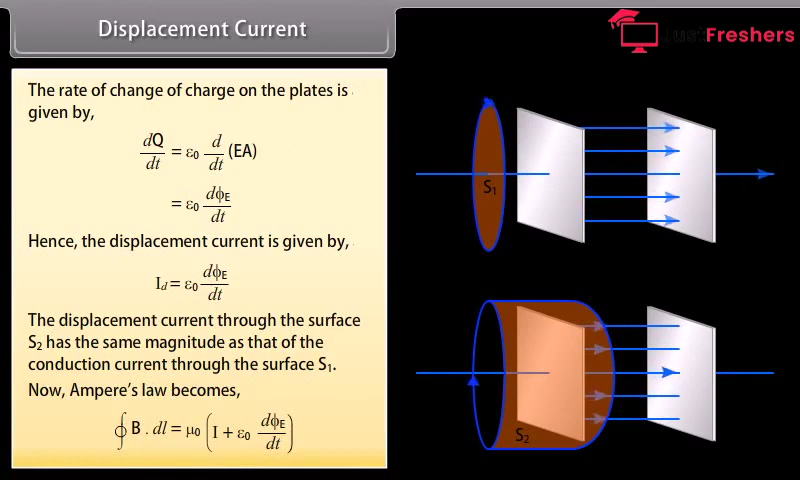 Displacement Current
JustFreshers
The rate of change of charge on the plates is
given by,
dQ/dt = ε₀ d/dt (EA)
= ε₀ dϕE/dt
Hence, the displacement current is given by,
I𝑑 = ε₀ dϕE/dt
The displacement current through the surface
S₂ has the same magnitude as that of the
conduction current through the surface S₁.
Now, Ampere's law becomes,
∮ B . dl = μ₀ (I + ε₀ dϕE/dt)
S₁
S₂